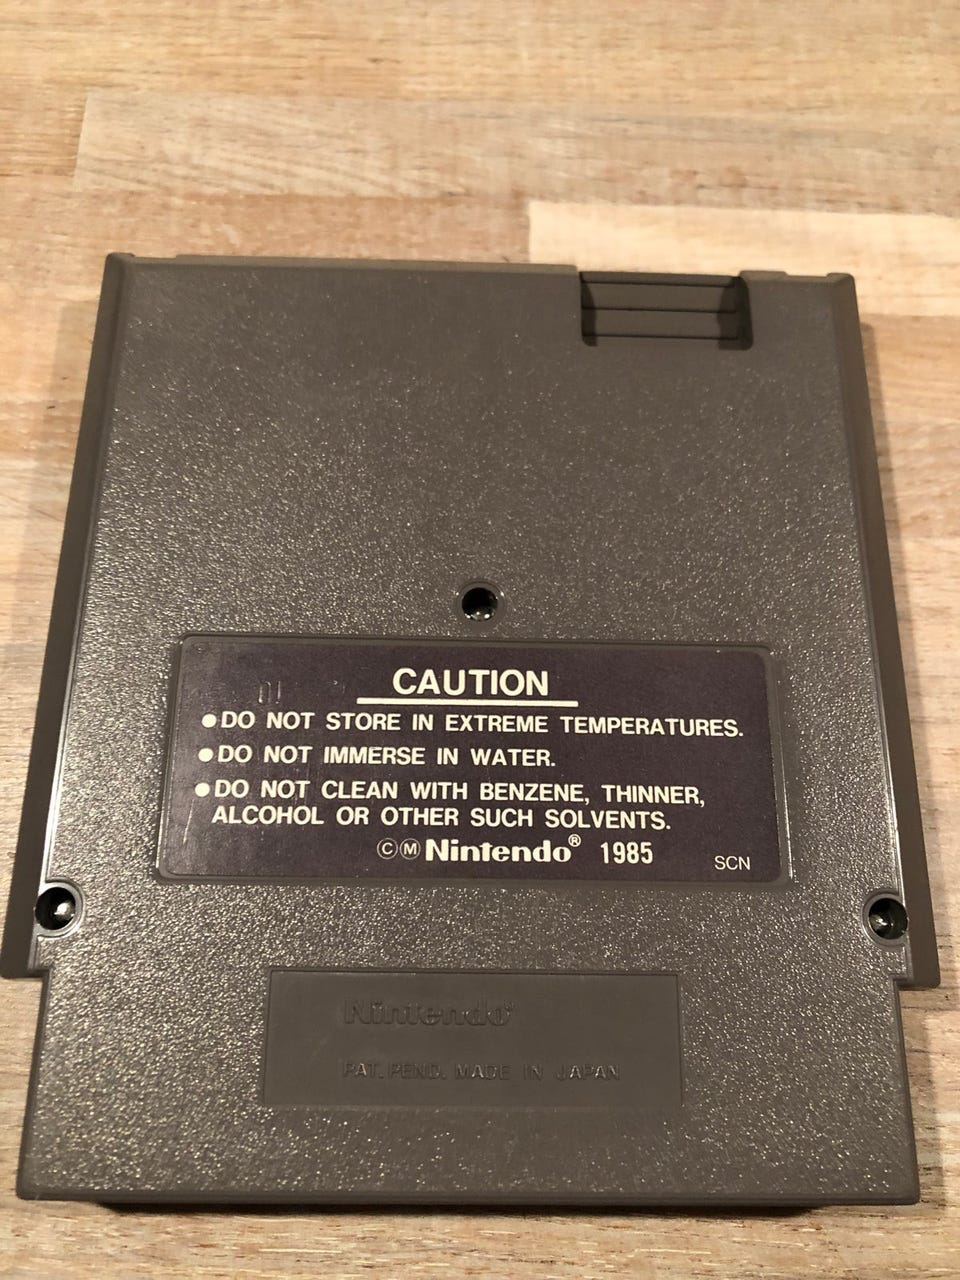 CAUTION
●DO NOT STORE IN EXTREME TEMPERATURES.
●DO NOT IMMERSE IN WATER.
●DO NOT CLEAN WITH BENZENE, THINNER,
ALCOHOL OR OTHER SUCH SOLVENTS.
ⒸⓂ Nintendo® 1985
SCN
Nintendo®
PAT. PEND. MADE IN JAPAN